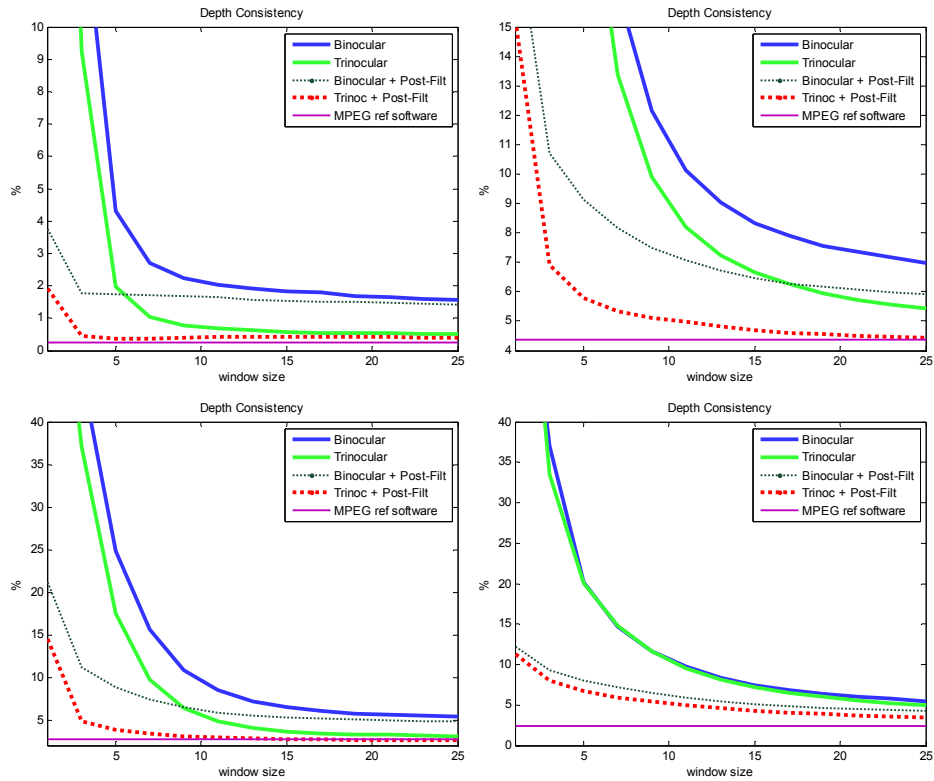 Depth Consistency
10
9
8
7
6
5
4
3
2
1
0
%
5
10
15
20
25
window size
Binocular
Trinocular
Binocular + Post-Filt
Trinoc + Post-Filt
MPEG ref software
Depth Consistency
15
14
13
12
11
10
9
8
7
6
5
4
%
5
10
15
20
25
window size
Binocular
Trinocular
Binocular + Post-Filt
Trinoc + Post-Filt
MPEG ref software
Depth Consistency
40
35
30
25
20
15
10
5
%
5
10
15
20
25
window size
Binocular
Trinocular
Binocular + Post-Filt
Trinoc + Post-Filt
MPEG ref software
Depth Consistency
40
35
30
25
20
15
10
5
0
%
5
10
15
20
25
window size
Binocular
Trinocular
Binocular + Post-Filt
Trinoc + Post-Filt
MPEG ref software